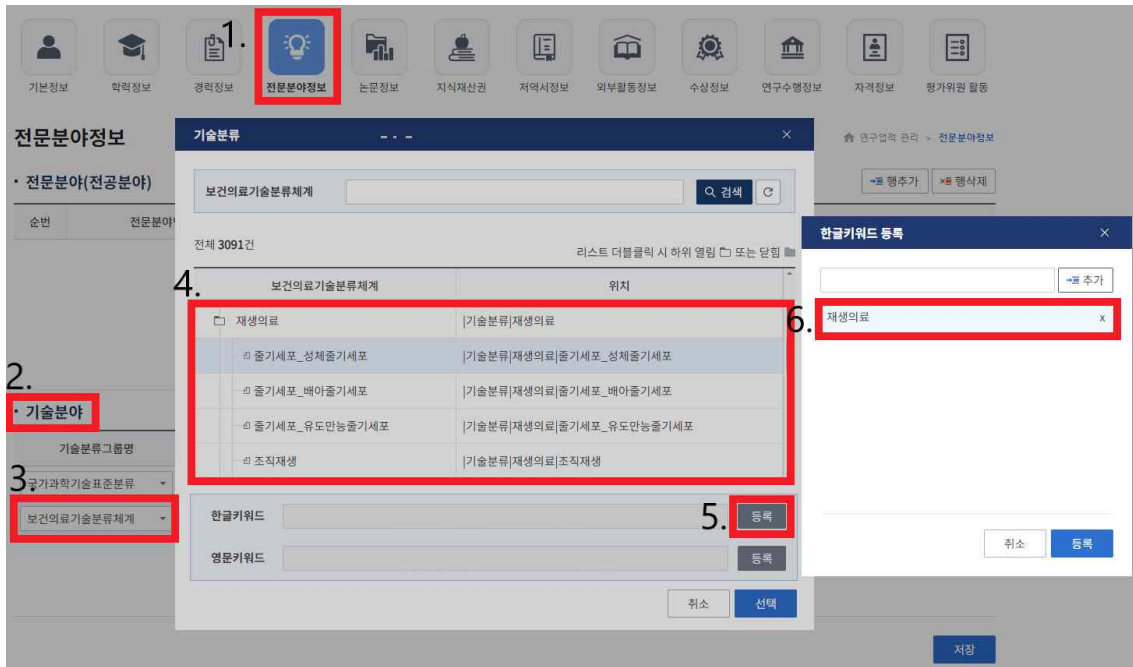 1.
기본정보 학력정보 경력정보 전문분야정보 논문정보 지식재산권 저역서정보 외부활동정보 수상정보 연구수행정보 자격정보 평가위원 활동
전문분야정보
연구업적 관리 > 전문분야정보
· 전문분야(전공분야)
행추가 행삭제
순번 전문분야
기술분류 ×
보건의료기술분류체계 검색
전체 3091건
리스트 더블클릭 시 하위 열림 또는 닫힘
4.
보건의료기술분류체계 위치
재생의료 |기술분류|재생의료
줄기세포_성체줄기세포 |기술분류|재생의료|줄기세포_성체줄기세포
줄기세포_배아줄기세포 |기술분류|재생의료|줄기세포_배아줄기세포
줄기세포_유도만능줄기세포 |기술분류|재생의료|줄기세포_유도만능줄기세포
조직재생 |기술분류|재생의료|조직재생
한글키워드 5. 등록
영문키워드 등록
취소 선택
2.
· 기술분야
기술분류그룹명
3.
국가과학기술표준분류
보건의료기술분류체계
한글키워드 등록 ×
추가
6. 재생의료 x
취소 등록
저장